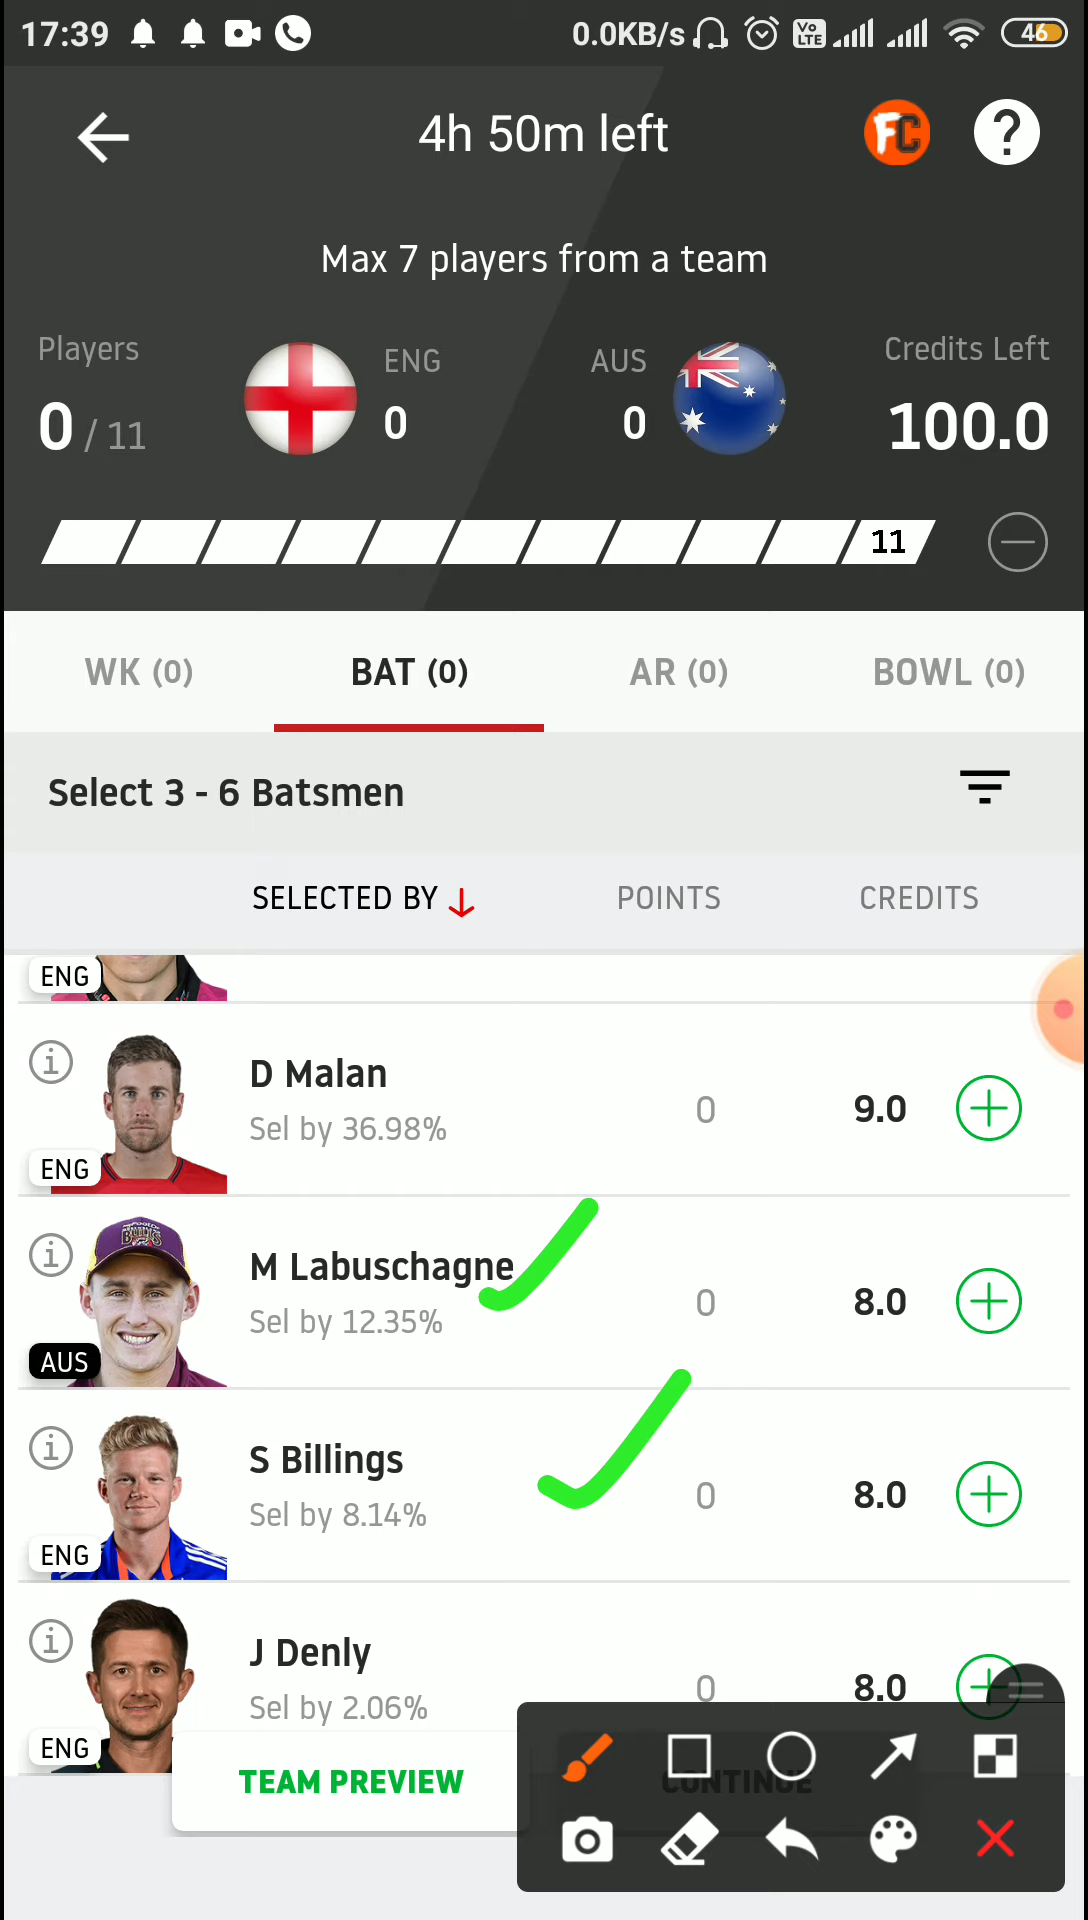 17:39 0.0KB/s Vo LTE 46
4h 50m left FC ?
Max 7 players from a team
Players ENG AUS Credits Left
0 / 11 0 0 100.0
11
WK (0) BAT (0) AR (0) BOWL (0)
Select 3 - 6 Batsmen
SELECTED BY POINTS CREDITS
ENG
D Malan
Sel by 36.98% 0 9.0
ENG
BULLS
M Labuschagne
Sel by 12.35% 0 8.0
AUS
S Billings
Sel by 8.14% 0 8.0
ENG
J Denly
Sel by 2.06% 0 8.0
ENG
TEAM PREVIEW CONTINUE